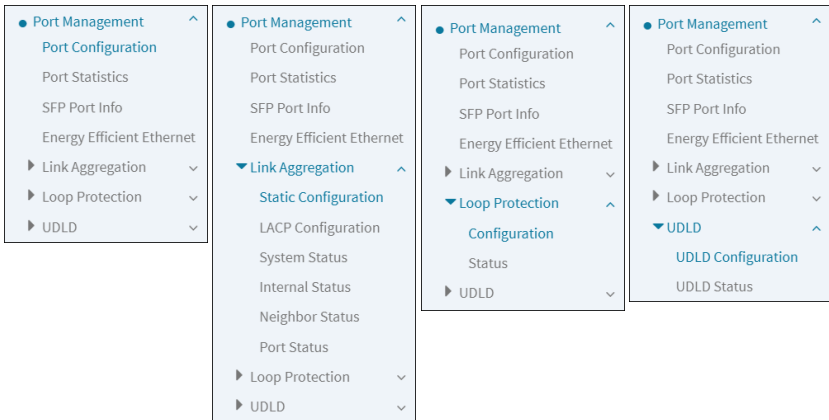 Port Management
Port Configuration
Port Statistics
SFP Port Info
Energy Efficient Ethernet
Link Aggregation
Loop Protection
UDLD
Port Management
Port Configuration
Port Statistics
SFP Port Info
Energy Efficient Ethernet
Link Aggregation
Static Configuration
LACP Configuration
System Status
Internal Status
Neighbor Status
Port Status
Loop Protection
UDLD
Port Management
Port Configuration
Port Statistics
SFP Port Info
Energy Efficient Ethernet
Link Aggregation
Loop Protection
Configuration
Status
UDLD
Port Management
Port Configuration
Port Statistics
SFP Port Info
Energy Efficient Ethernet
Link Aggregation
Loop Protection
UDLD
UDLD Configuration
UDLD Status